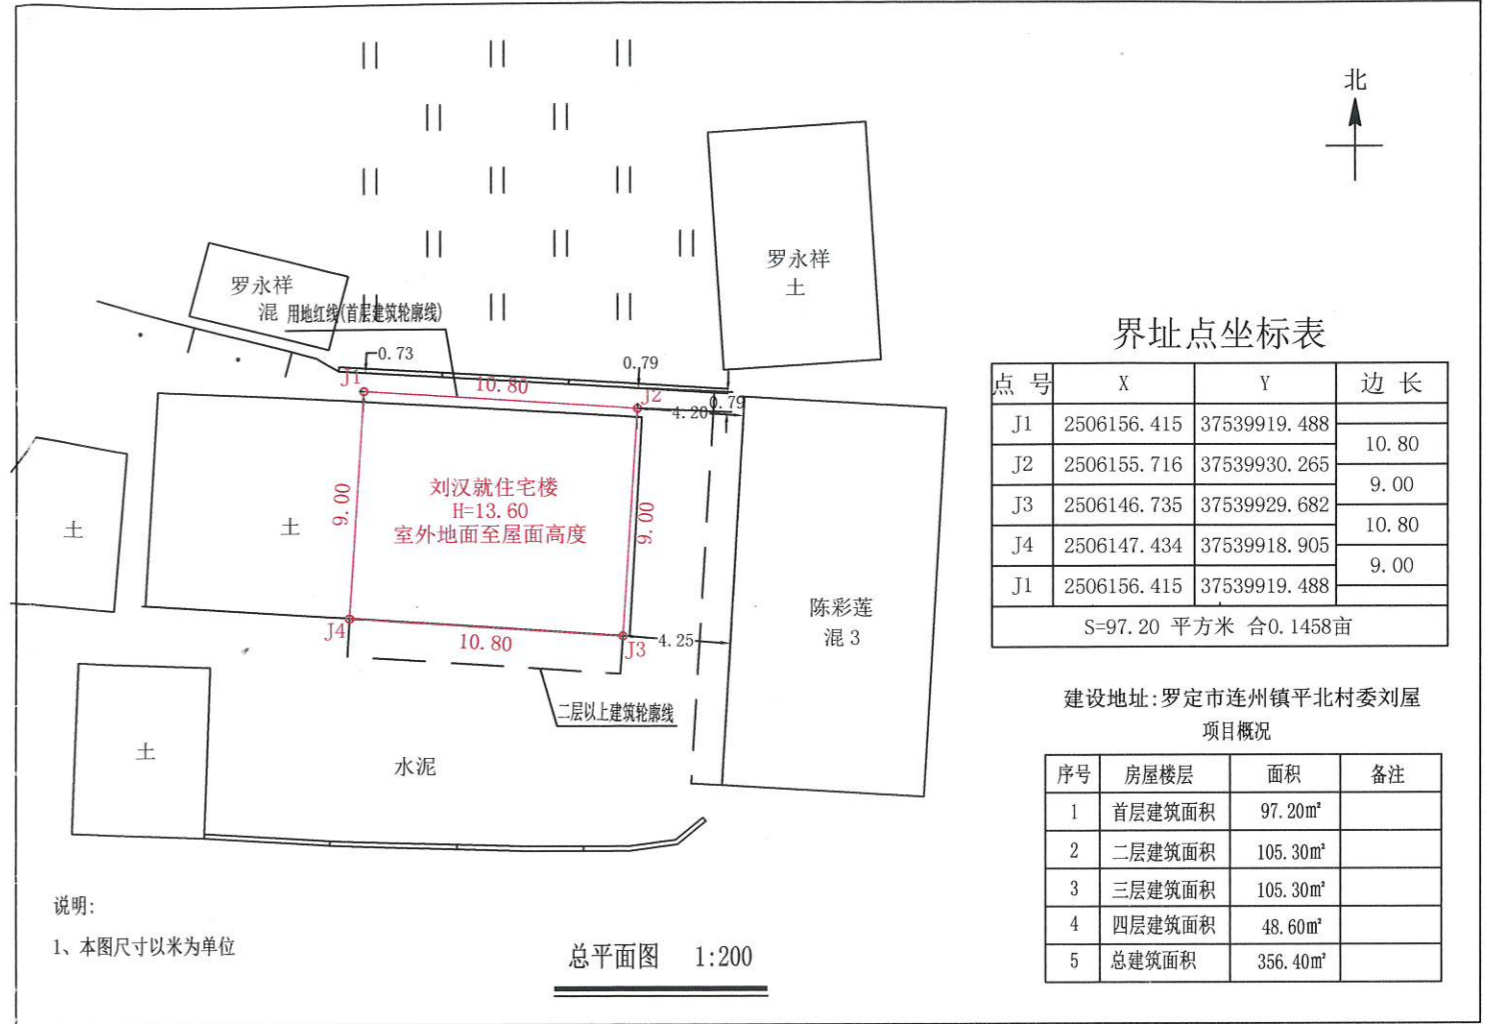 北
罗永祥
土
罗永祥
混
用地红线(首层建筑轮廓线)
0.73
0.79
J1
10.80
J2
0.79
4.20
刘汉就住宅楼
H=13.60
室外地面至屋面高度
9.00
9.00
土
土
陈彩莲
混3
J4
10.80
J3
4.25
二层以上建筑轮廓线
土
水泥
说明:
1、本图尺寸以米为单位
总平面图 1:200
界址点坐标表
点 号 X Y 边 长
J1 2506156.415 37539919.488
10.80
J2 2506155.716 37539930.265
9.00
J3 2506146.735 37539929.682
10.80
J4 2506147.434 37539918.905
9.00
J1 2506156.415 37539919.488
S=97.20 平方米 合0.1458亩
建设地址:罗定市连州镇平北村委刘屋
项目概况
序号 房屋楼层 面积 备注
1 首层建筑面积 97.20㎡
2 二层建筑面积 105.30㎡
3 三层建筑面积 105.30㎡
4 四层建筑面积 48.60㎡
5 总建筑面积 356.40㎡